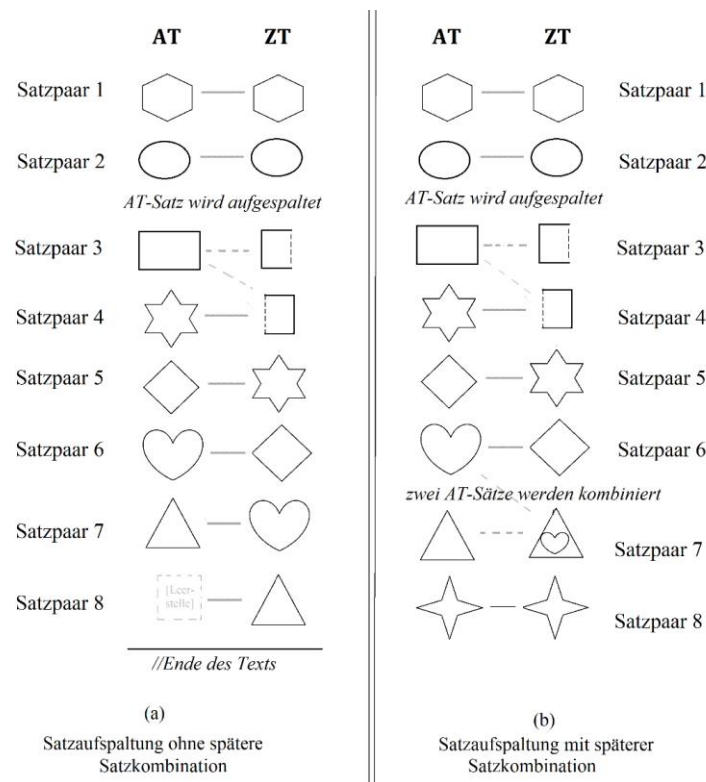 AT ZT
Satzpaar 1
Satzpaar 2
AT-Satz wird aufgespaltet
Satzpaar 3
Satzpaar 4
Satzpaar 5
Satzpaar 6
Satzpaar 7
[Leer-
stelle]
Satzpaar 8
//Ende des Texts
(a)
Satzaufspaltung ohne spätere
Satzkombination
AT ZT
Satzpaar 1
Satzpaar 2
AT-Satz wird aufgespaltet
Satzpaar 3
Satzpaar 4
Satzpaar 5
Satzpaar 6
zwei AT-Sätze werden kombiniert
Satzpaar 7
Satzpaar 8
(b)
Satzaufspaltung mit späterer
Satzkombination